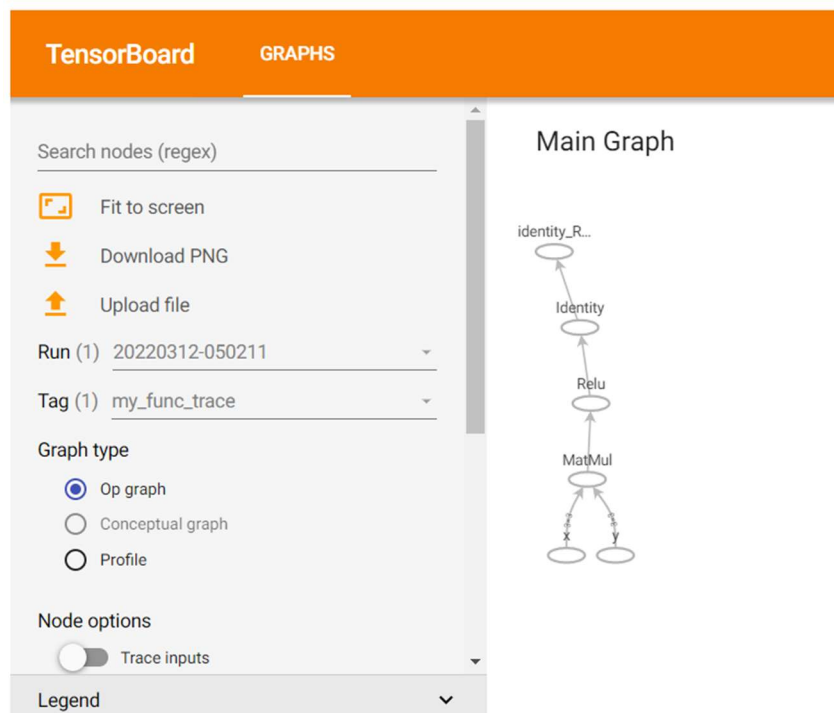 TensorBoard GRAPHS
Search nodes (regex)
Fit to screen
Download PNG
Upload file
Run (1) 20220312-050211
Tag (1) my_func_trace
Graph type
Op graph
Conceptual graph
Profile
Node options
Trace inputs
Legend
Main Graph
identity_R...
Identity
Relu
MatMul
x y